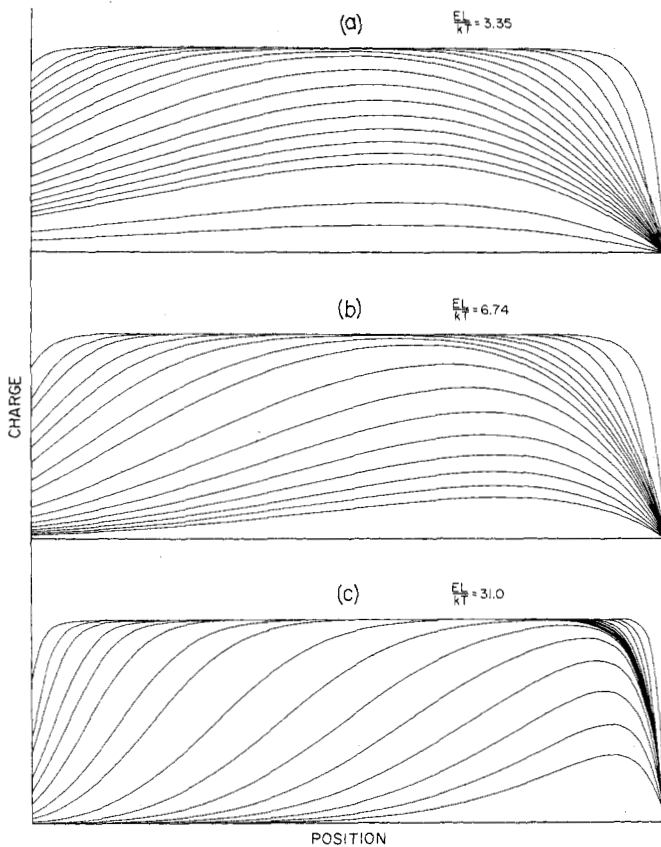 (a)
EL/kT = 3.35
(b)
EL/kT = 6.74
CHARGE
(c)
EL/kT = 31.0
POSITION